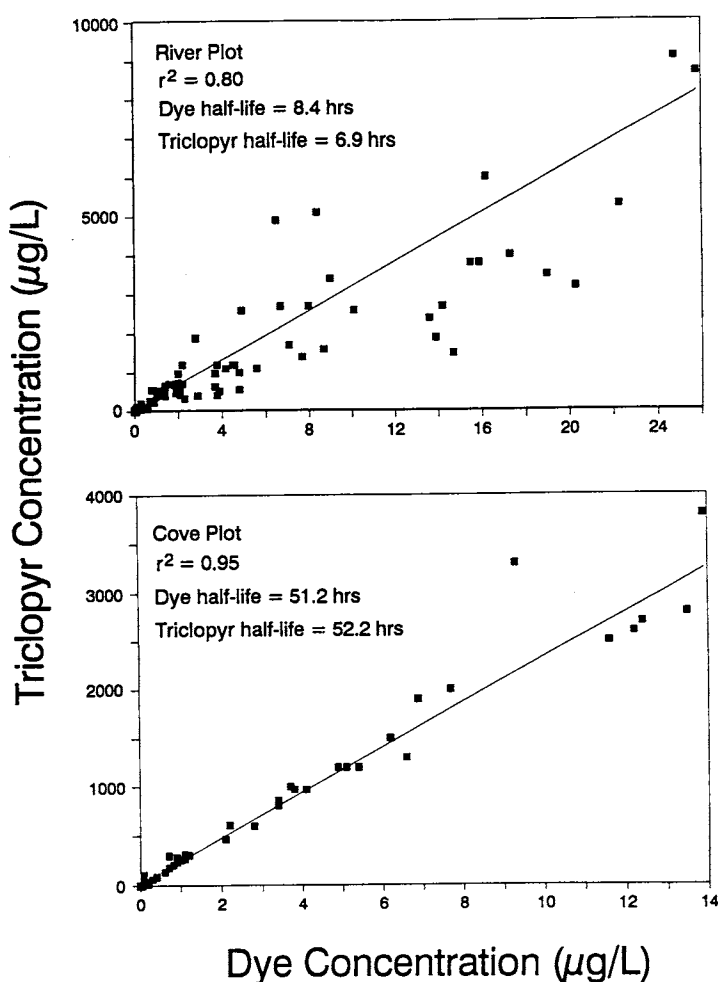 Triclopyr Concentration (µg/L)
10000
5000
0
River Plot
r² = 0.80
Dye half-life = 8.4 hrs
Triclopyr half-life = 6.9 hrs
0 4 8 12 16 20 24
4000
3000
2000
1000
0
Cove Plot
r² = 0.95
Dye half-life = 51.2 hrs
Triclopyr half-life = 52.2 hrs
0 2 4 6 8 10 12 14
Dye Concentration (µg/L)